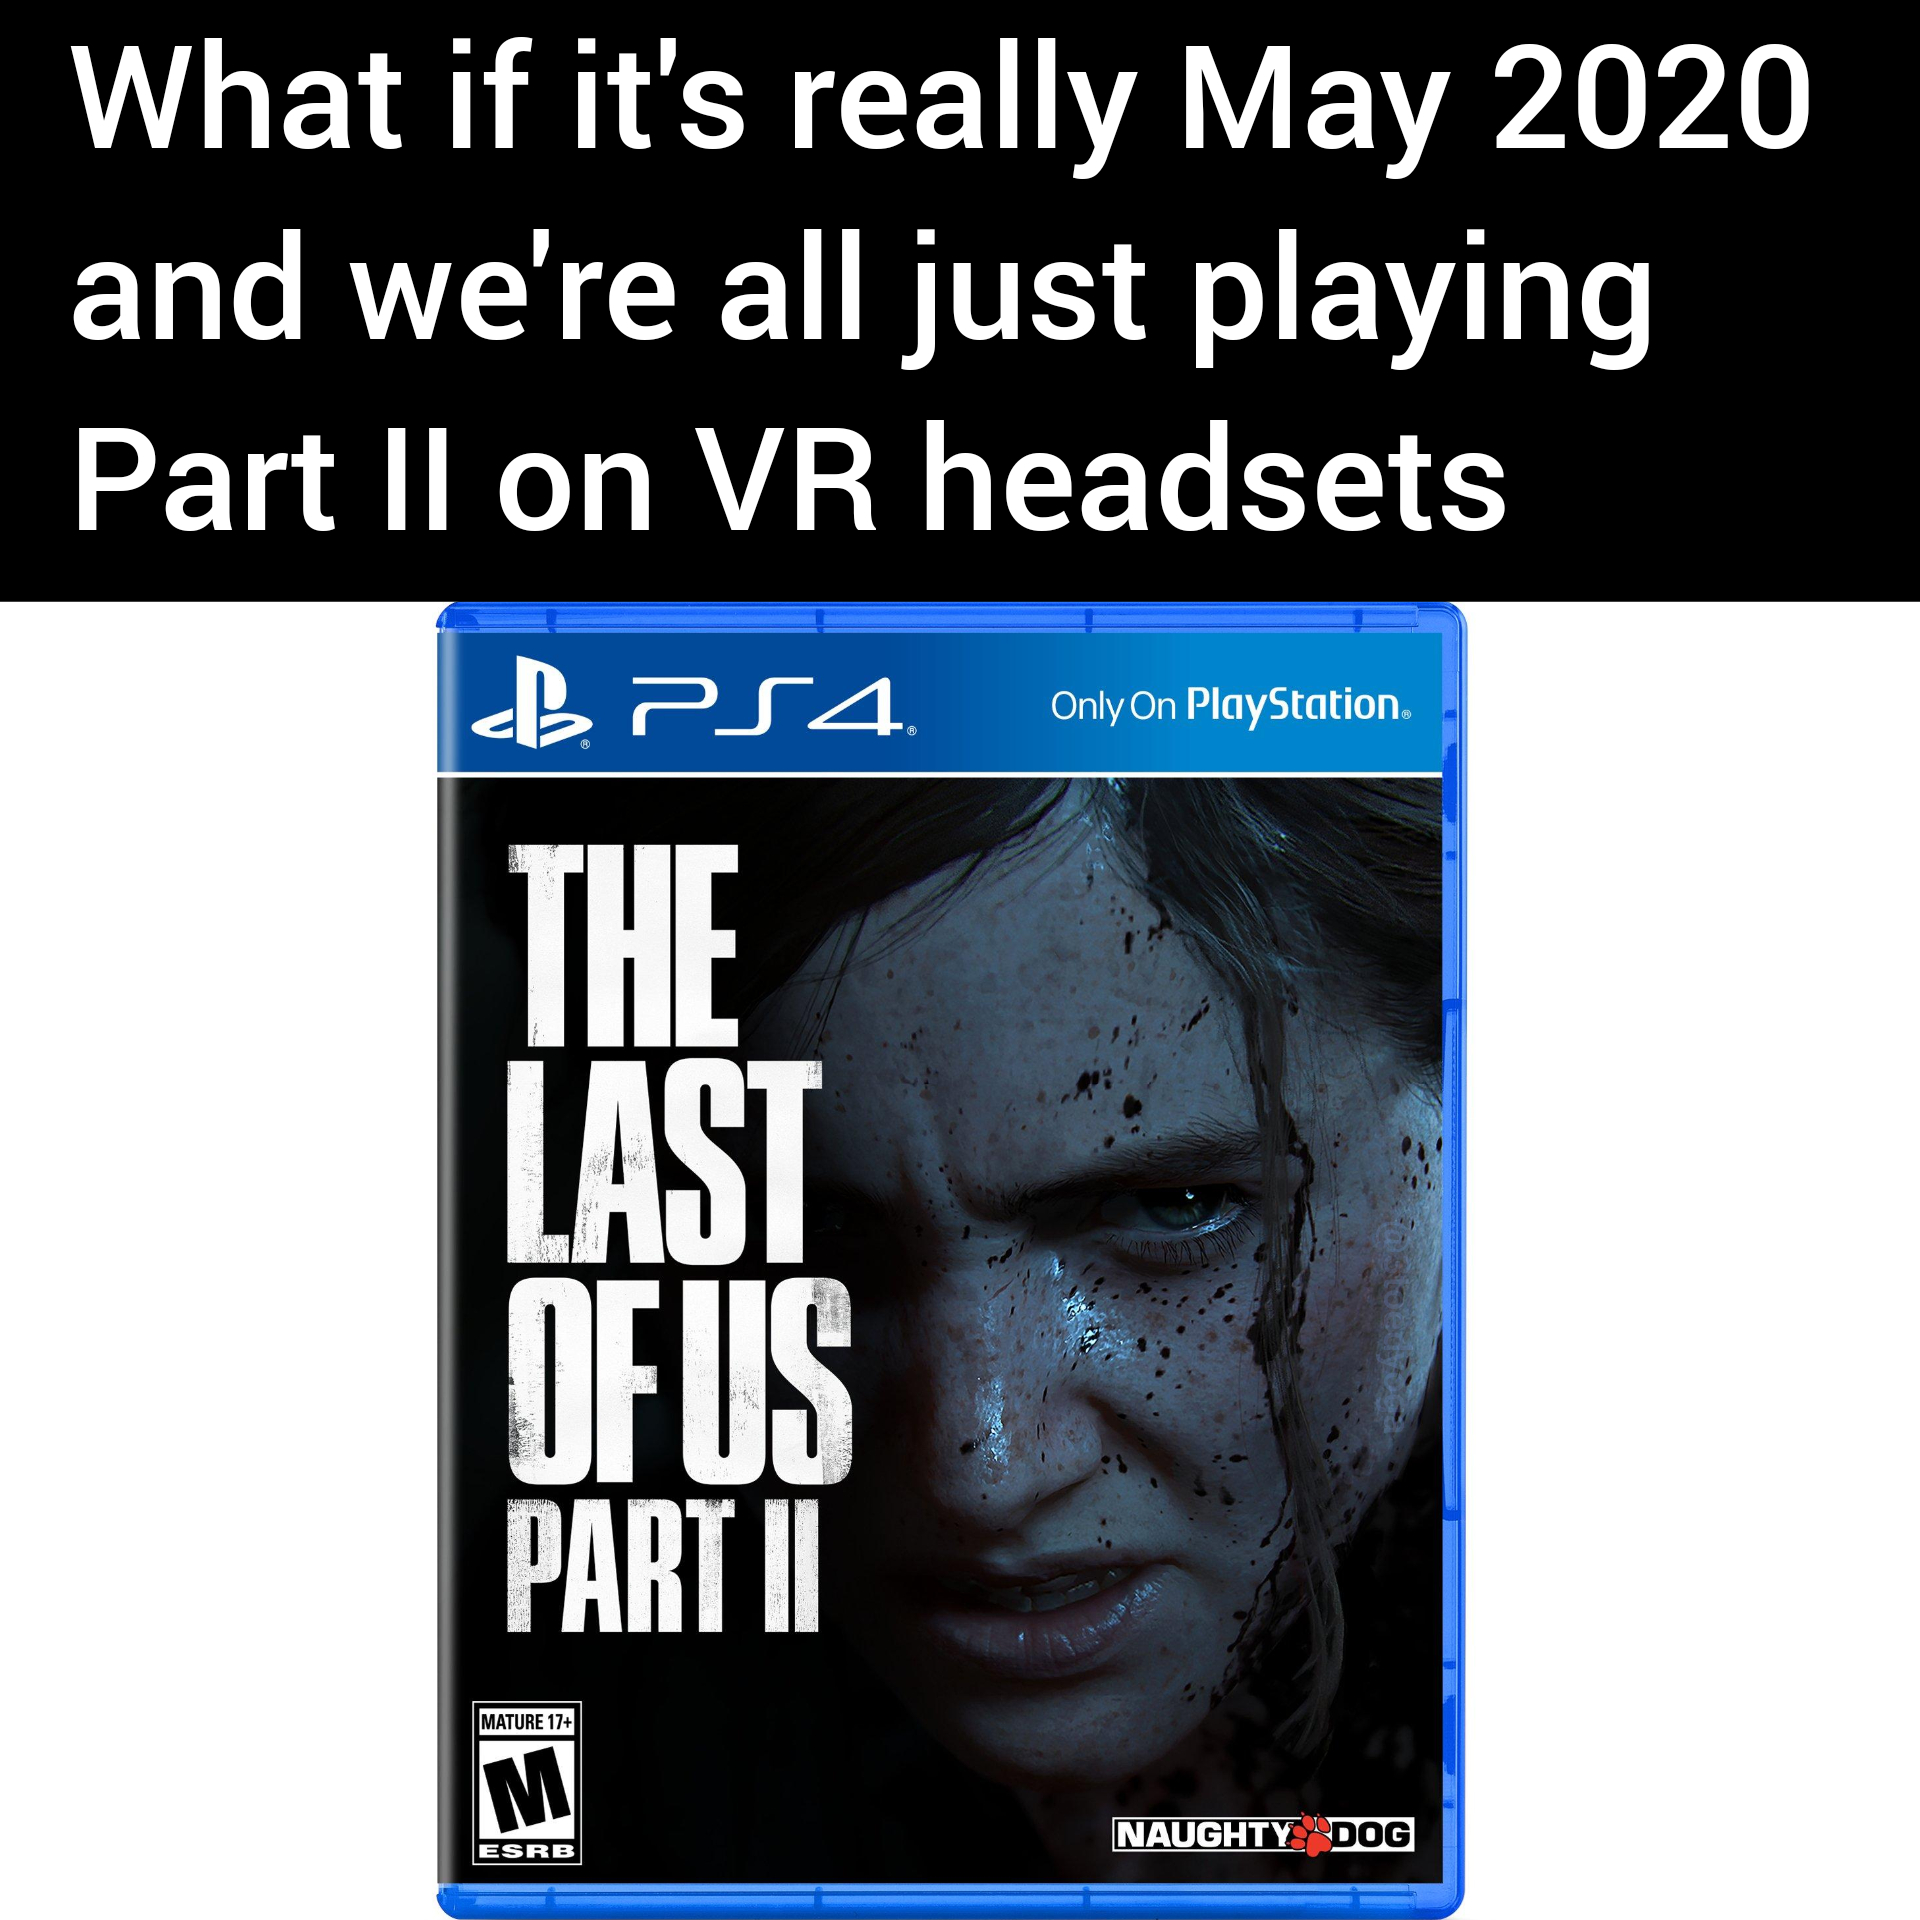 What if it's really May 2020
and we're all just playing
Part II on VR headsets
PS4
Only On PlayStation
THE
LAST
OF US
PART II
MATURE 17+
M
ESRB
NAUGHTY DOG